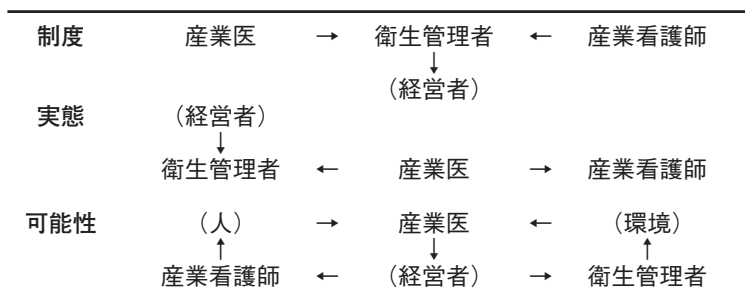 制度 産業医 → 衛生管理者 ← 産業看護師
↓
（経営者）
実態 （経営者）
↓
衛生管理者 ← 産業医 → 産業看護師
可能性 （人） → 産業医 ← （環境）
↑ ↓ ↑
産業看護師 ← （経営者） → 衛生管理者